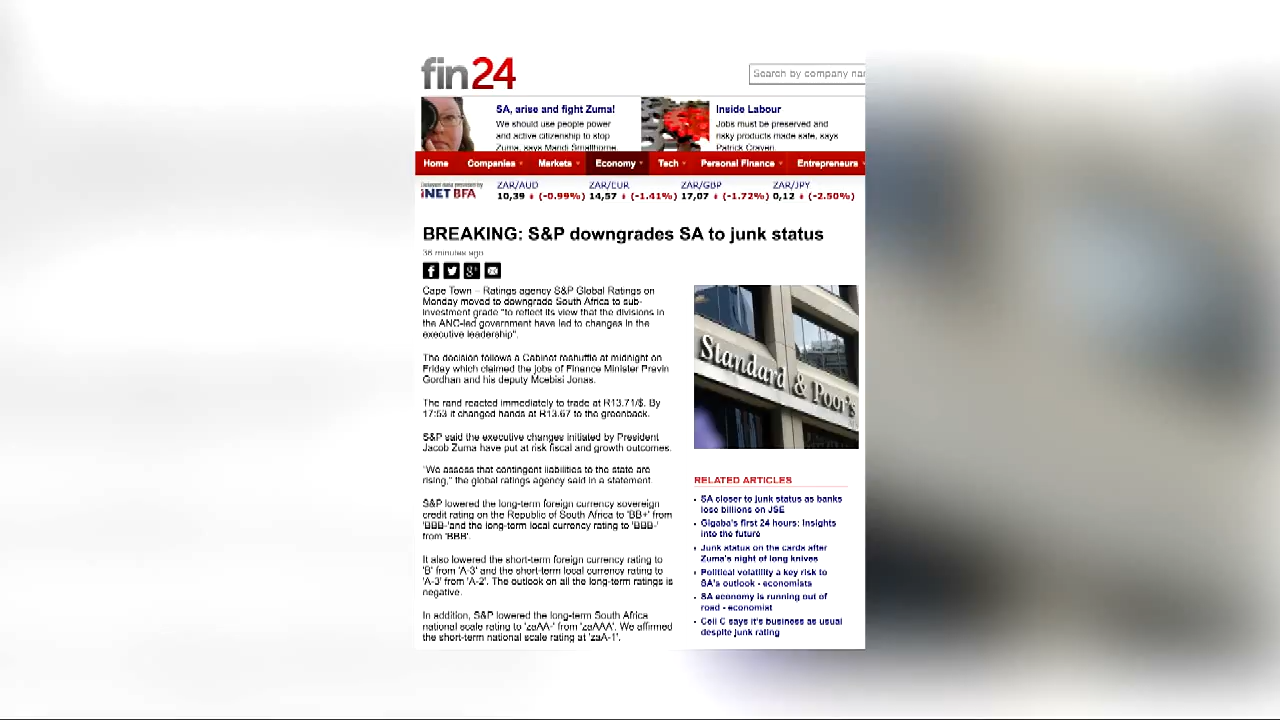 fin24
Search by company na
SA, arise and fight Zuma!
We should use people power
and active citizenship to stop
Zuma, says Mandi Smallhorne.
Inside Labour
Jobs must be preserved and
risky products made safe, says
Patrick Craven.
Home Companies Markets Economy Tech Personal Finance Entrepreneurs
iNET BFA
ZAR/AUD ZAR/EUR ZAR/GBP ZAR/JPY
10,39 (-0.99%) 14,57 (-1.41%) 17,07 (-1.72%) 0,12 (-2.50%)
BREAKING: S&P downgrades SA to junk status
36 minutes ago
Cape Town – Ratings agency S&P Global Ratings on
Monday moved to downgrade South Africa to sub-
investment grade "to reflect its view that the divisions in
the ANC-led government have led to changes in the
executive leadership".
The decision follows a Cabinet reshuffle at midnight on
Friday which claimed the jobs of Finance Minister Pravin
Gordhan and his deputy Mcebisi Jonas.
The rand reacted immediately to trade at R13.71/$. By
17:53 it changed hands at R13.67 to the greenback.
S&P said the executive changes initiated by President
Jacob Zuma have put at risk fiscal and growth outcomes.
"We assess that contingent liabilities to the state are
rising," the global ratings agency said in a statement.
S&P lowered the long-term foreign currency sovereign
credit rating on the Republic of South Africa to 'BB+' from
'BBB-'and the long-term local currency rating to 'BBB-'
from 'BBB'.
It also lowered the short-term foreign currency rating to
'B' from 'A-3' and the short-term local currency rating to
'A-3' from 'A-2'. The outlook on all the long-term ratings is
negative.
In addition, S&P lowered the long-term South Africa
national scale rating to 'zaAA-' from 'zaAAA'. We affirmed
the short-term national scale rating at 'zaA-1'.
Standard & Poor's
RELATED ARTICLES
SA closer to junk status as banks
lose billions on JSE
Gigaba's first 24 hours: Insights
into the future
Junk status on the cards after
Zuma's night of long knives
Political volatility a key risk to
SA's outlook - economists
SA economy is running out of
road - economist
Cell C says it's business as usual
despite junk rating